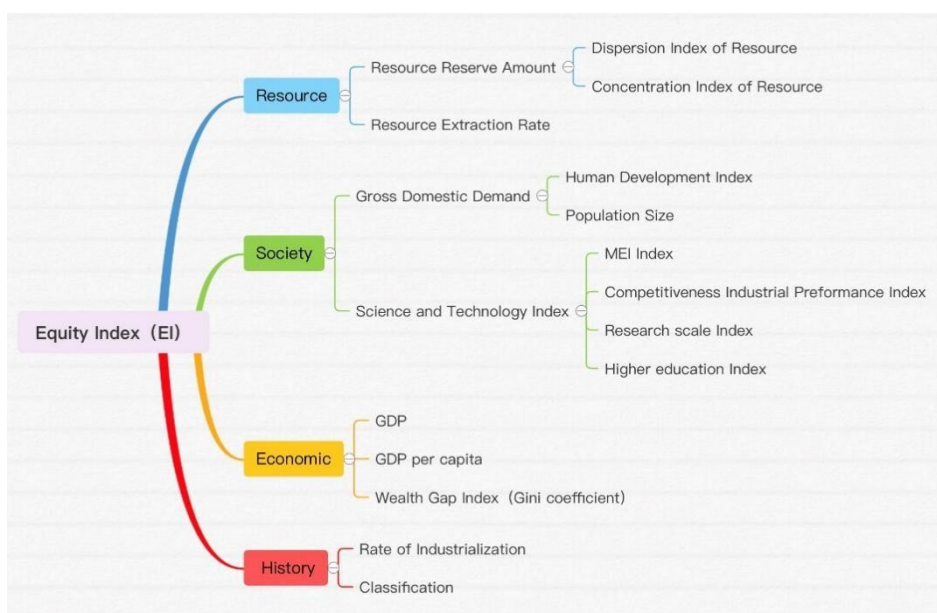 Equity Index（EI）
Resource
Resource Reserve Amount
Dispersion Index of Resource
Concentration Index of Resource
Resource Extraction Rate
Society
Gross Domestic Demand
Human Development Index
Population Size
Science and Technology Index
MEI Index
Competitiveness Industrial Preformance Index
Research scale Index
Higher education Index
Economic
GDP
GDP per capita
Wealth Gap Index（Gini coefficient）
History
Rate of Industrialization
Classification